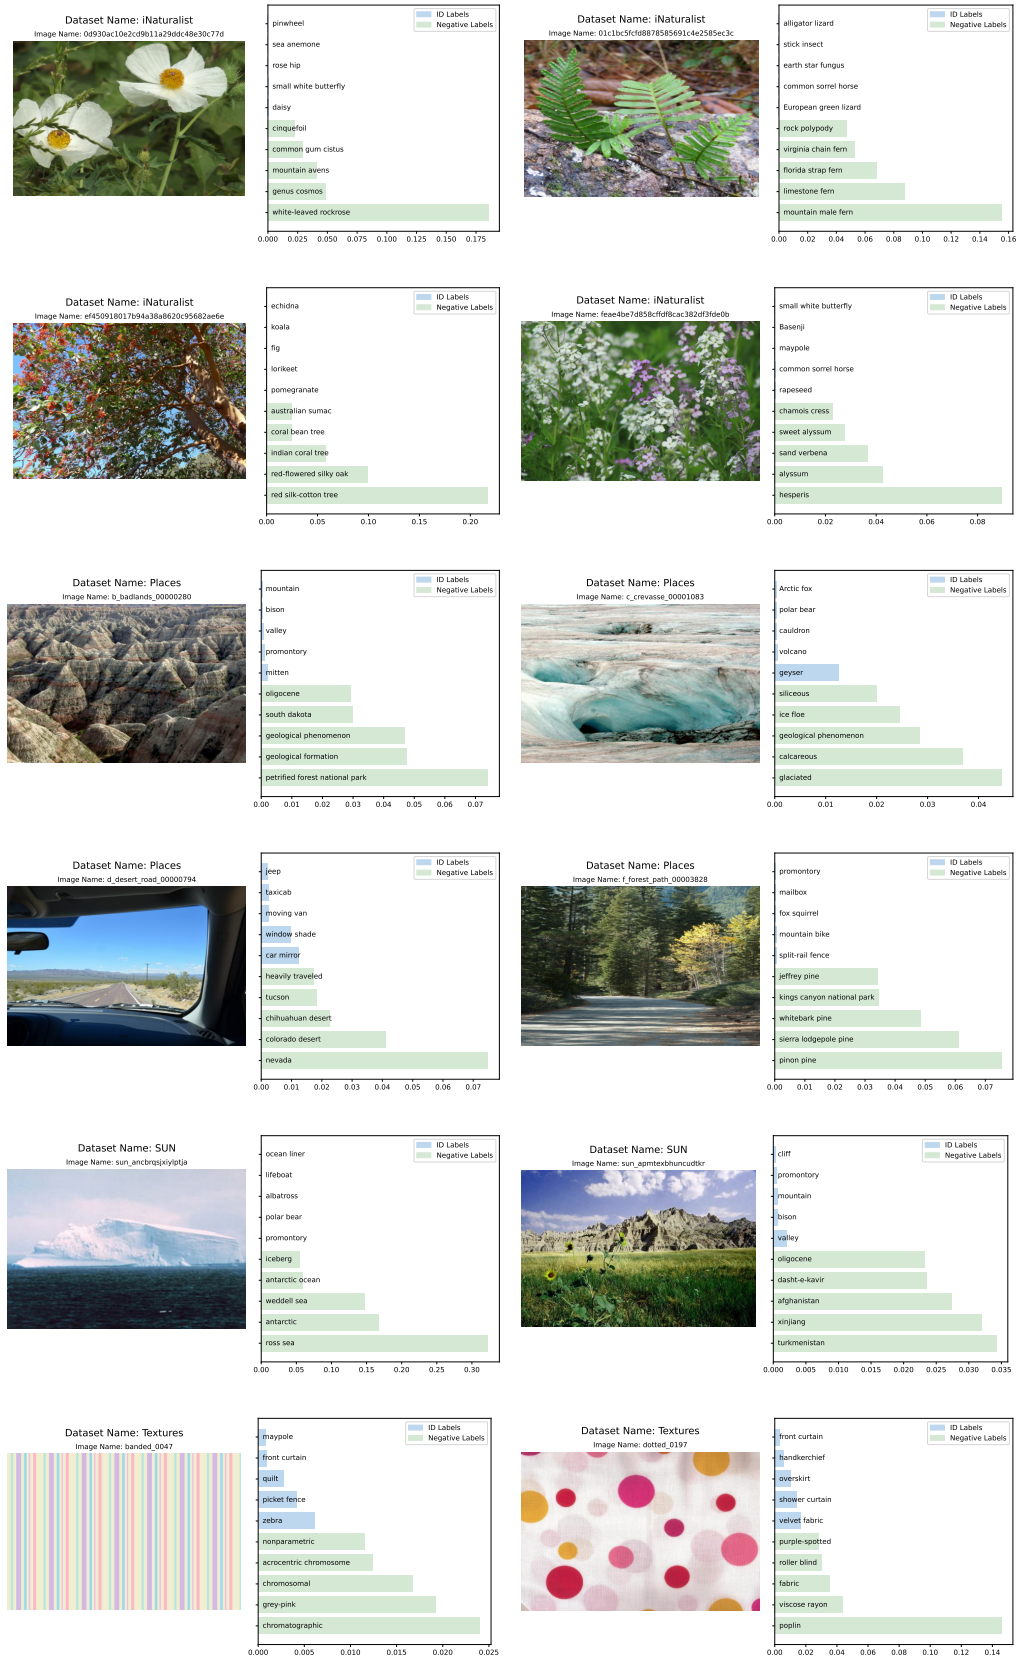 Dataset Name: iNaturalist
Image Name: 0d930ac10e2cd9b11a29ddc48e30c77d
ID Labels
Negative Labels
pinwheel
sea anemone
rose hip
small white butterfly
daisy
cinquefoil
common gum cistus
mountain avens
genus cosmos
white-leaved rockrose
0.000 0.025 0.050 0.075 0.100 0.125 0.150 0.175
Dataset Name: iNaturalist
Image Name: 01c1bc5fcfd8878585691c4e2585ec3c
ID Labels
Negative Labels
alligator lizard
stick insect
earth star fungus
common sorrel horse
European green lizard
rock polypody
virginia chain fern
florida strap fern
limestone fern
mountain male fern
0.00 0.02 0.04 0.06 0.08 0.10 0.12 0.14 0.16
Dataset Name: iNaturalist
Image Name: ef450918017b94a38a8620c95682ae6e
ID Labels
Negative Labels
echidna
koala
fig
lorikeet
pomegranate
australian sumac
coral bean tree
indian coral tree
red-flowered silky oak
red silk-cotton tree
0.00 0.05 0.10 0.15 0.20
Dataset Name: iNaturalist
Image Name: feae4be7d858cffdf8cac382df3fde0b
ID Labels
Negative Labels
small white butterfly
Basenji
maypole
common sorrel horse
rapeseed
chamois cress
sweet alyssum
sand verbena
alyssum
hesperis
0.00 0.02 0.04 0.06 0.08
Dataset Name: Places
Image Name: b_badlands_00000280
ID Labels
Negative Labels
mountain
bison
valley
promontory
mitten
oligocene
south dakota
geological phenomenon
geological formation
petrified forest national park
0.00 0.01 0.02 0.03 0.04 0.05 0.06 0.07
Dataset Name: Places
Image Name: c_crevasse_00001083
ID Labels
Negative Labels
Arctic fox
polar bear
cauldron
volcano
geyser
siliceous
ice floe
geological phenomenon
calcareous
glaciated
0.00 0.01 0.02 0.03 0.04
Dataset Name: Places
Image Name: d_desert_road_00000794
ID Labels
Negative Labels
jeep
taxicab
moving van
window shade
car mirror
heavily traveled
tucson
chihuahuan desert
colorado desert
nevada
0.00 0.01 0.02 0.03 0.04 0.05 0.06 0.07
Dataset Name: Places
Image Name: f_forest_path_00003828
ID Labels
Negative Labels
promontory
mailbox
fox squirrel
mountain bike
split-rail fence
jeffrey pine
kings canyon national park
whitebark pine
sierra lodgepole pine
pinon pine
0.00 0.01 0.02 0.03 0.04 0.05 0.06 0.07
Dataset Name: SUN
Image Name: sun_ancbrqsjxiylptja
ID Labels
Negative Labels
ocean liner
lifeboat
albatross
polar bear
promontory
iceberg
antarctic ocean
weddell sea
antarctic
ross sea
0.00 0.05 0.10 0.15 0.20 0.25 0.30
Dataset Name: SUN
Image Name: sun_apmtexbhuncudtkr
ID Labels
Negative Labels
cliff
promontory
mountain
bison
valley
oligocene
dasht-e-kavir
afghanistan
xinjiang
turkmenistan
0.000 0.005 0.010 0.015 0.020 0.025 0.030 0.035
Dataset Name: Textures
Image Name: banded_0047
ID Labels
Negative Labels
maypole
front curtain
quilt
picket fence
zebra
nonparametric
acrocentric chromosome
chromosomal
grey-pink
chromatographic
0.000 0.005 0.010 0.015 0.020 0.025
Dataset Name: Textures
Image Name: dotted_0197
ID Labels
Negative Labels
front curtain
handkerchief
overskirt
shower curtain
velvet fabric
purple-spotted
roller blind
fabric
viscose rayon
poplin
0.00 0.02 0.04 0.06 0.08 0.10 0.12 0.14